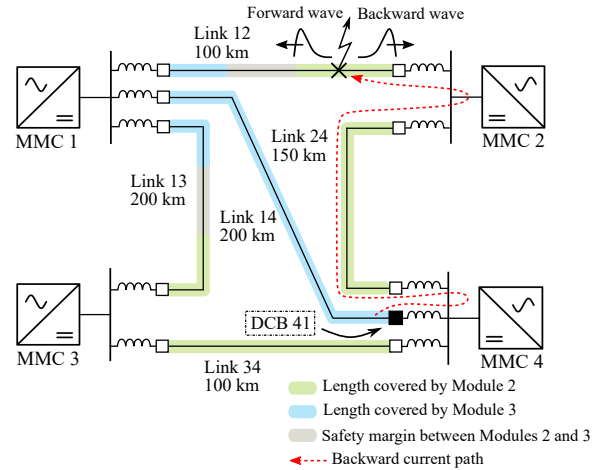 Forward wave
Backward wave
Link 12
100 km
MMC 1
MMC 2
Link 24
150 km
Link 13
200 km
Link 14
200 km
DCB 41
MMC 3
MMC 4
Link 34
100 km
Length covered by Module 2
Length covered by Module 3
Safety margin between Modules 2 and 3
Backward current path